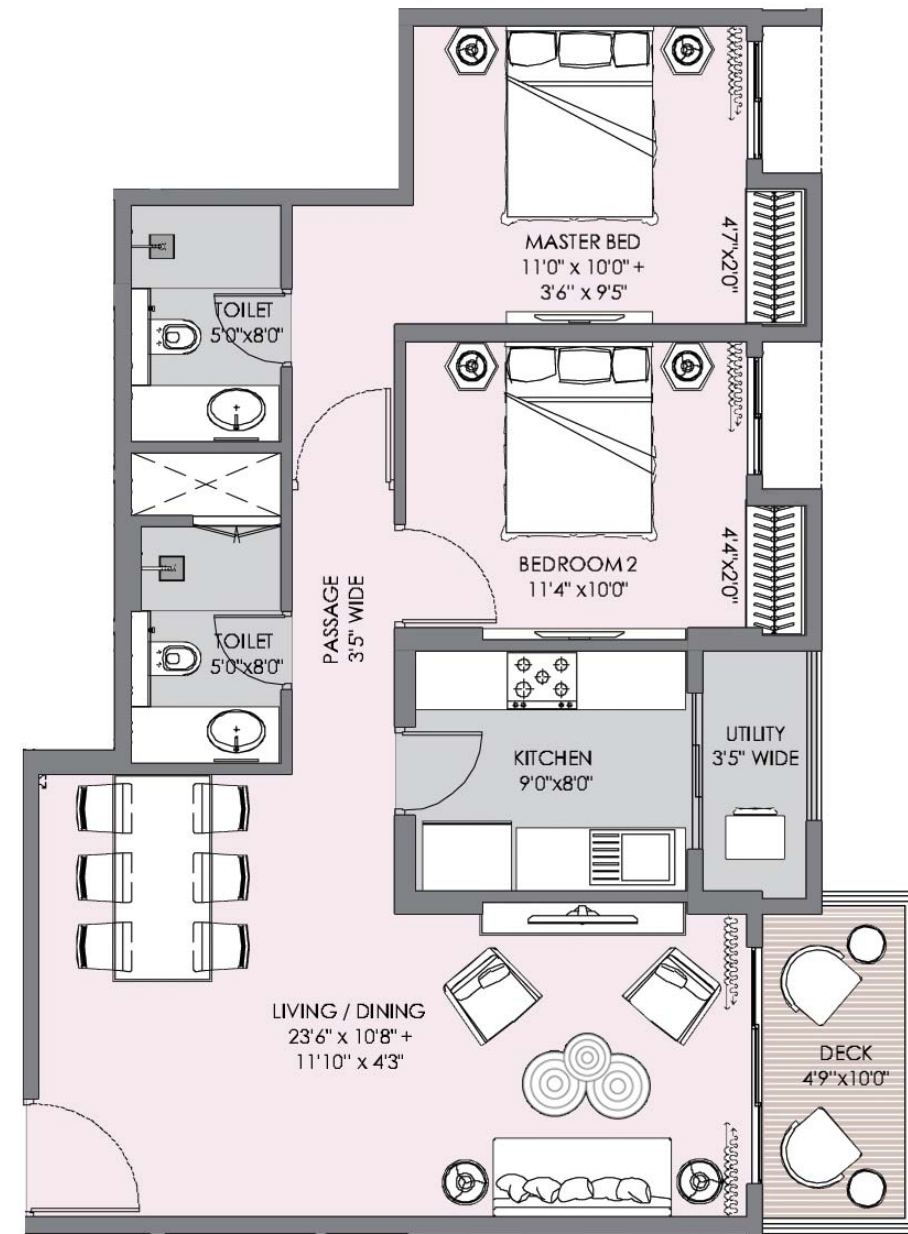 MASTER BED
11'0" x 10'0" +
3'6" x 9'5"
4'7"x2'0"
TOILET
5'0"x8'0"
BEDROOM 2
11'4" x10'0"
4'4"x2'0"
PASSAGE
3'5" WIDE
TOILET
5'0"x8'0"
KITCHEN
9'0"x8'0"
UTILITY
3'5" WIDE
LIVING / DINING
23'6" x 10'8" +
11'10" x 4'3"
DECK
4'9"x10'0"